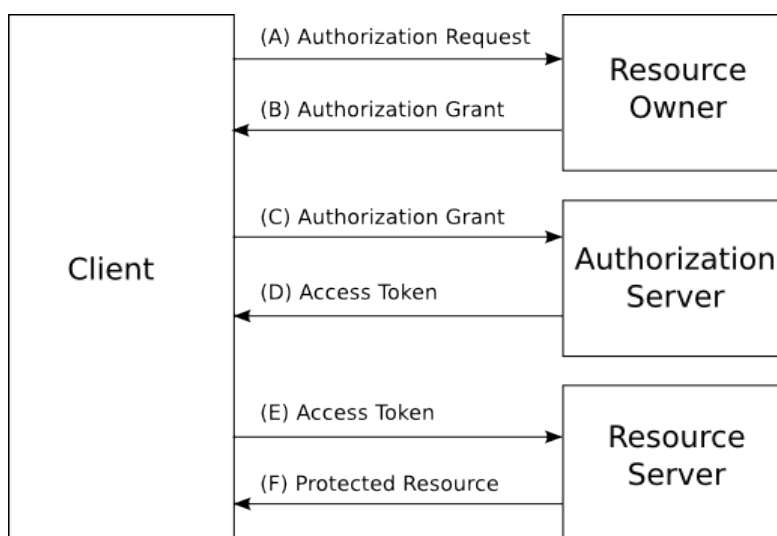 (A) Authorization Request
Resource
Owner
(B) Authorization Grant
(C) Authorization Grant
Client
Authorization
Server
(D) Access Token
(E) Access Token
Resource
Server
(F) Protected Resource